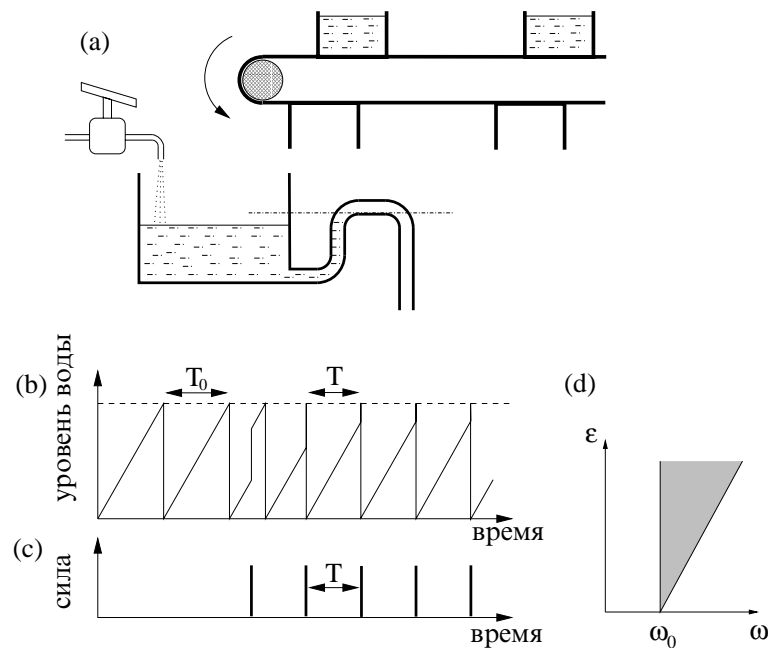 (a)
(b)
уровень воды
T₀
T
время
(c)
сила
T
время
(d)
ε
ω₀
ω